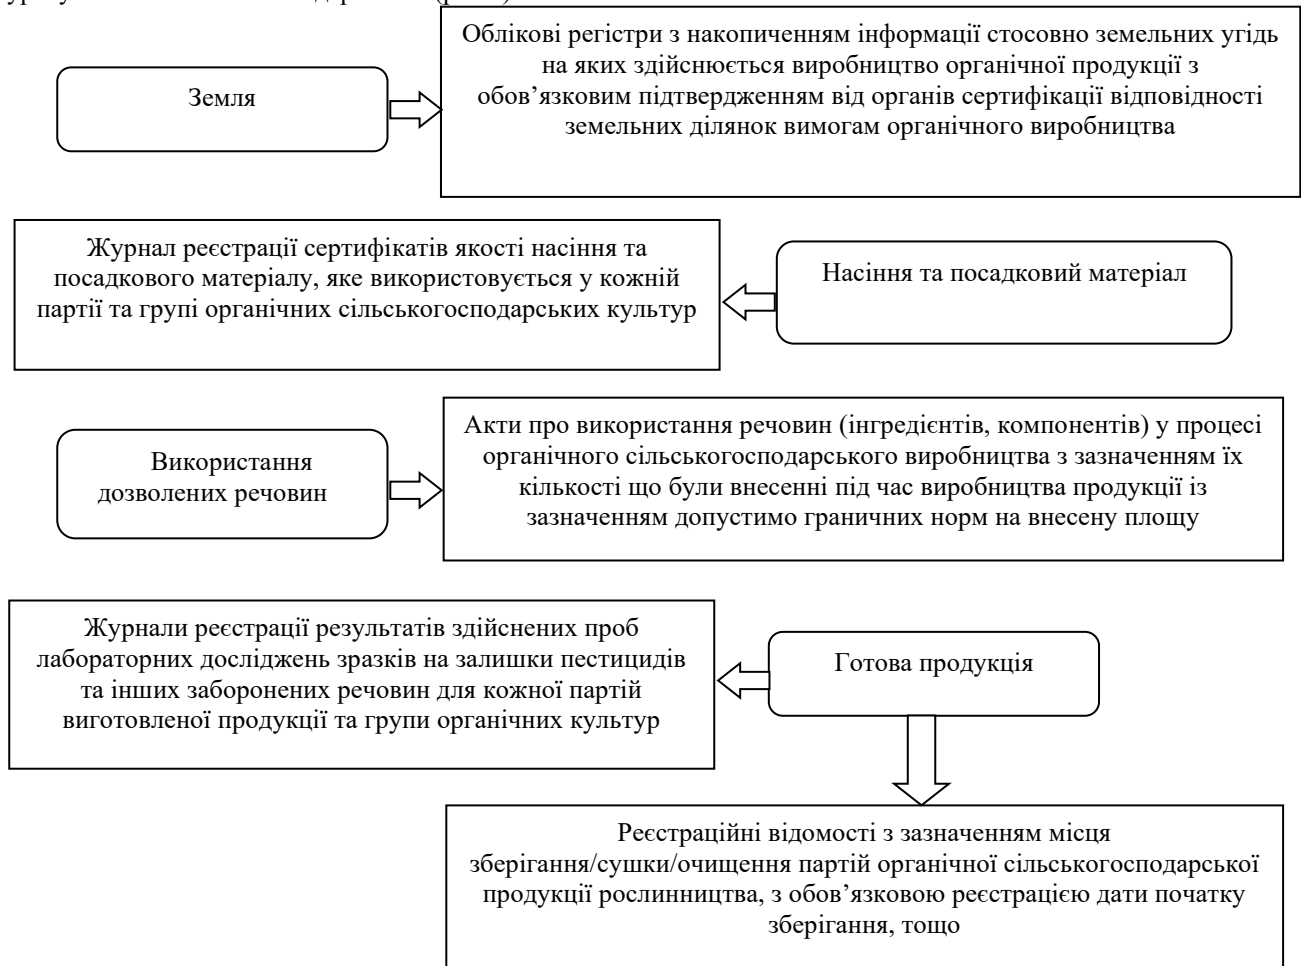 Облікові регістри з накопиченням інформації стосовно земельних угідь
на яких здійснюється виробництво органічної продукції з
обов’язковим підтвердженням від органів сертифікації відповідності
земельних ділянок вимогам органічного виробництва
Земля
Журнал реєстрації сертифікатів якості насіння та
посадкового матеріалу, яке використовується у кожній
партії та групі органічних сільськогосподарських культур
Насіння та посадковий матеріал
Використання
дозволених речовин
Акти про використання речовин (інгредієнтів, компонентів) у процесі
органічного сільськогосподарського виробництва з зазначенням їх
кількості що були внесенні під час виробництва продукції із
зазначенням допустимо граничних норм на внесену площу
Журнали реєстрації результатів здійснених проб
лабораторних досліджень зразків на залишки пестицидів
та інших заборонених речовин для кожної партій
виготовленої продукції та групи органічних культур
Готова продукція
Реєстраційні відомості з зазначенням місця
зберігання/сушки/очищення партій органічної сільськогосподарської
продукції рослинництва, з обов’язковою реєстрацією дати початку
зберігання, тощо